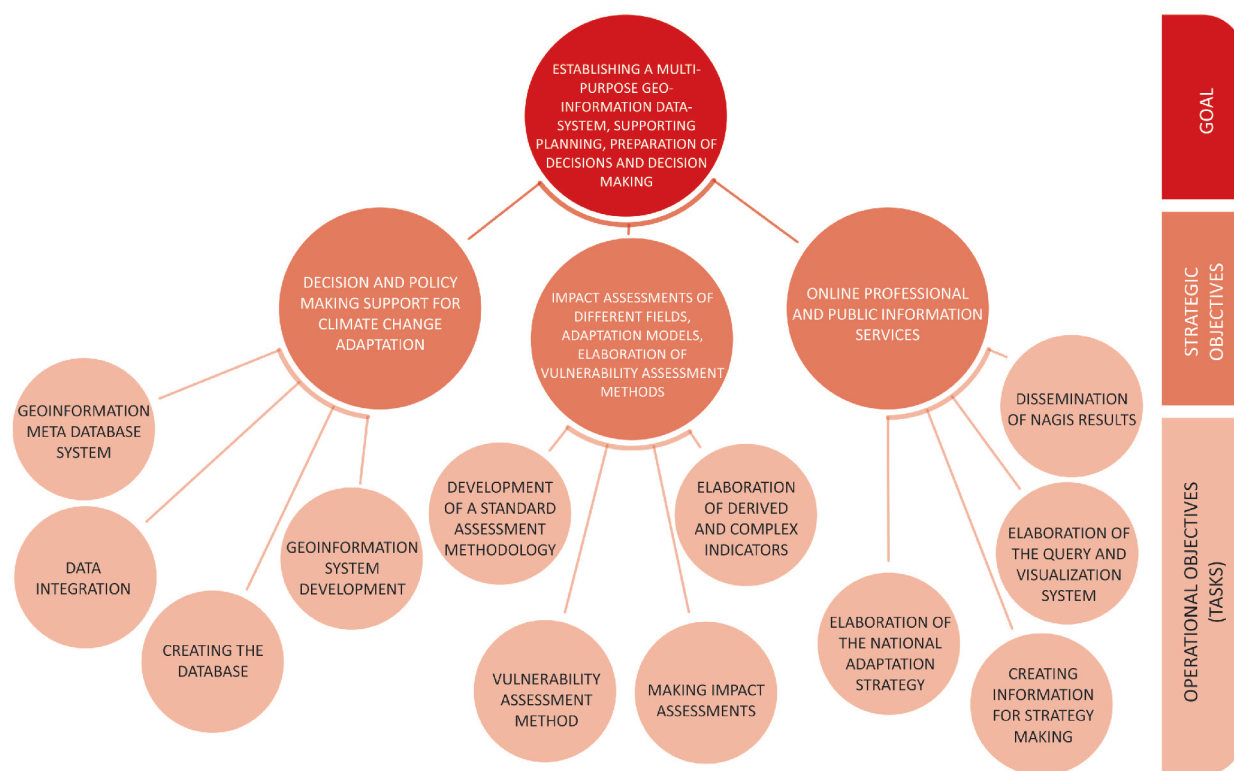 ESTABLISHING A MULTI-
PURPOSE GEO-
INFORMATION DATA-
SYSTEM, SUPPORTING
PLANNING, PREPARATION OF
DECISIONS AND DECISION
MAKING
GOAL
DECISION AND POLICY
MAKING SUPPORT FOR
CLIMATE CHANGE
ADAPTATION
IMPACT ASSESSMENTS OF
DIFFERENT FIELDS,
ADAPTATION MODELS,
ELABORATION OF
VULNERABILITY ASSESSMENT
METHODS
ONLINE PROFESSIONAL
AND PUBLIC INFORMATION
SERVICES
STRATEGIC
OBJECTIVES
GEOINFORMATION
META DATABASE
SYSTEM
DATA
INTEGRATION
CREATING THE
DATABASE
GEOINFORMATION
SYSTEM
DEVELOPMENT
DEVELOPMENT
OF A STANDARD
ASSESSMENT
METHODOLOGY
VULNERABILITY
ASSESSMENT
METHOD
MAKING IMPACT
ASSESSMENTS
ELABORATION
OF DERIVED
AND COMPLEX
INDICATORS
ELABORATION OF
THE NATIONAL
ADAPTATION
STRATEGY
CREATING
INFORMATION
FOR STRATEGY
MAKING
ELABORATION OF
THE QUERY AND
VISUALIZATION
SYSTEM
DISSEMINATION
OF NAGIS RESULTS
OPERATIONAL OBJECTIVES
(TASKS)